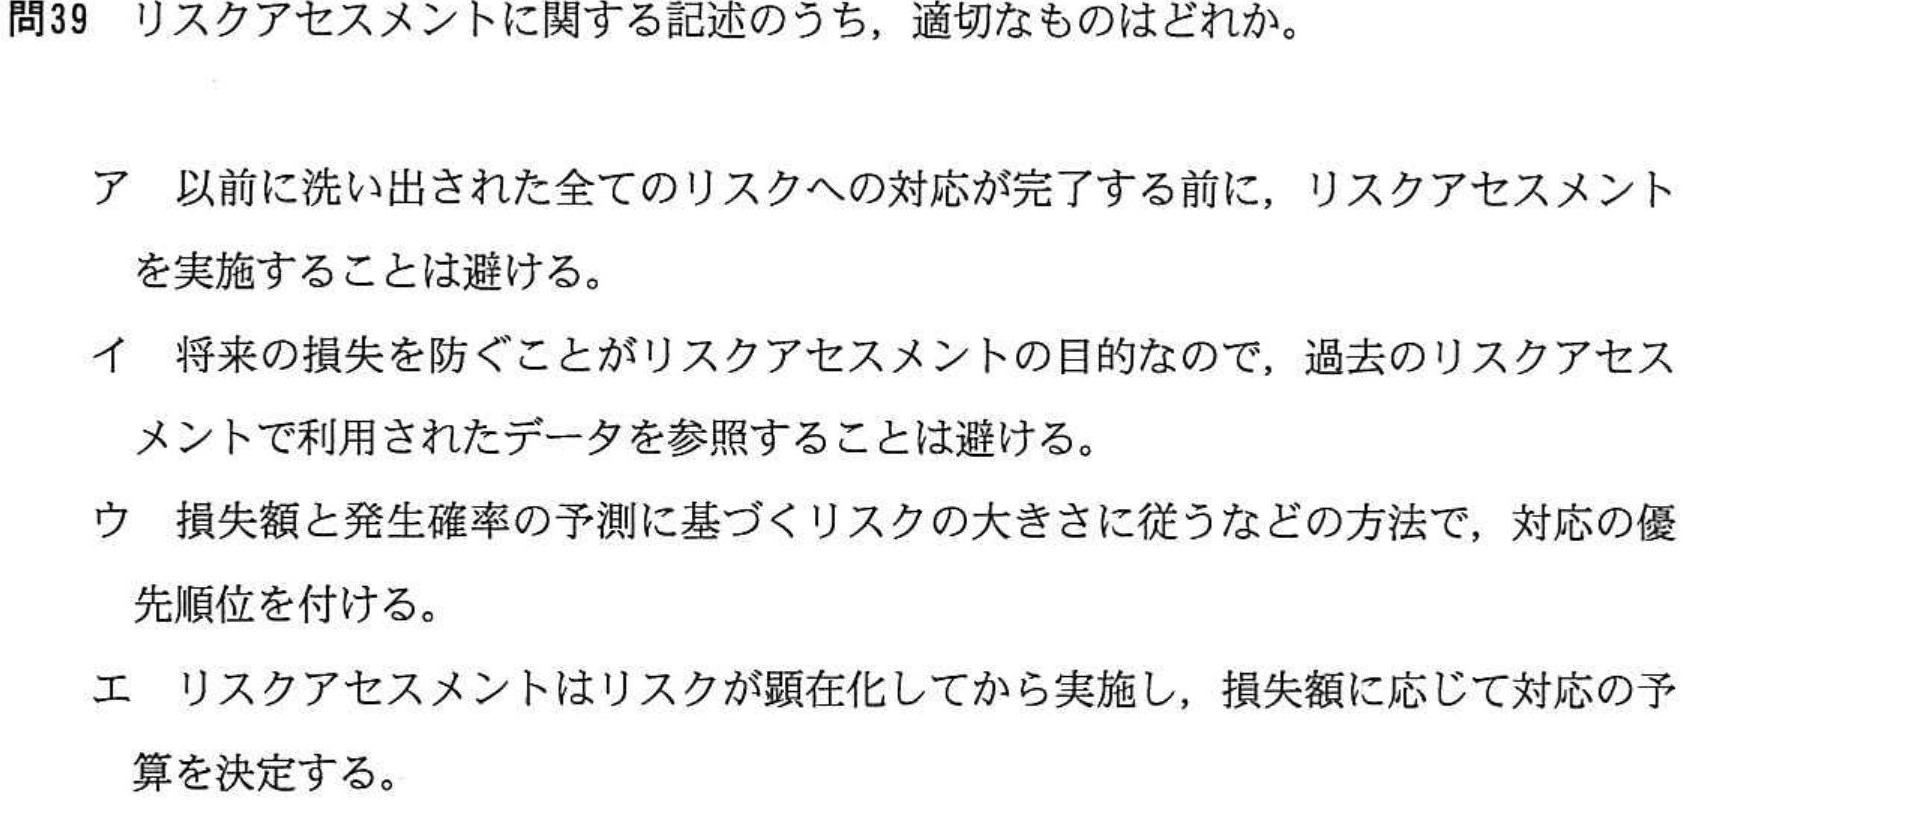 問39 リスクアセスメントに関する記述のうち，適切なものはどれか。
ア 以前に洗い出された全てのリスクへの対応が完了する前に，リスクアセスメント
を実施することは避ける。
イ 将来の損失を防ぐことがリスクアセスメントの目的なので，過去のリスクアセス
メントで利用されたデータを参照することは避ける。
ウ 損失額と発生確率の予測に基づくリスクの大きさに従うなどの方法で，対応の優
先順位を付ける。
エ リスクアセスメントはリスクが顕在化してから実施し，損失額に応じて対応の予
算を決定する。